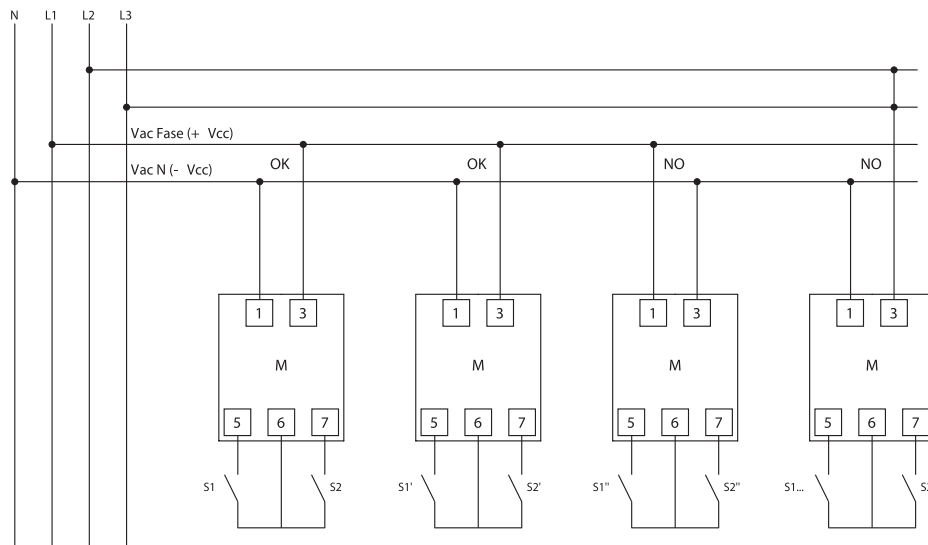 N L1 L2 L3
Vac Fase (+ Vcc)
OK OK NO NO
Vac N (- Vcc)
1 3 1 3 1 3 1 3
M M M M
5 6 7 5 6 7 5 6 7 5 6 7
S1 S2 S1' S2' S1" S2" S1...